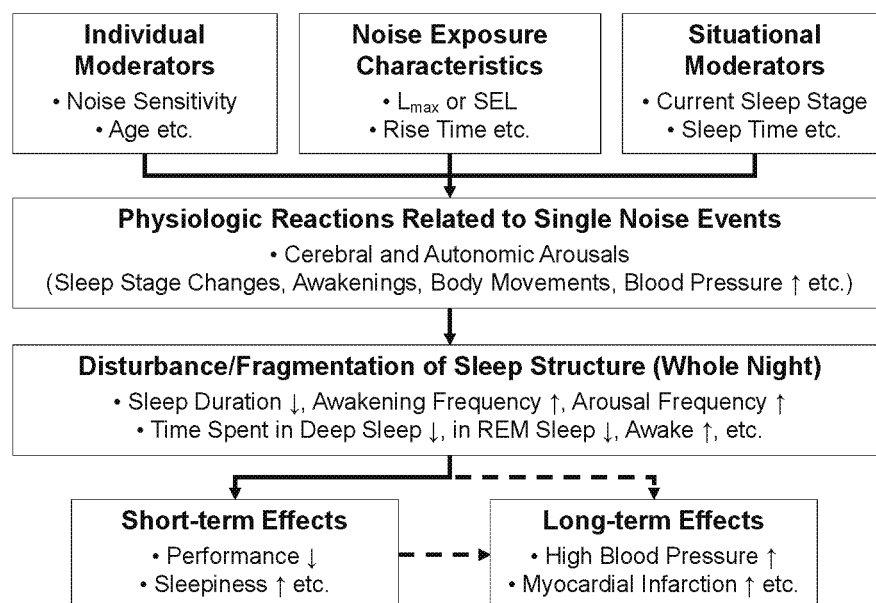 Individual
Moderators
• Noise Sensitivity
• Age etc.
Noise Exposure
Characteristics
• Lmax or SEL
• Rise Time etc.
Situational
Moderators
• Current Sleep Stage
• Sleep Time etc.
Physiologic Reactions Related to Single Noise Events
• Cerebral and Autonomic Arousals
(Sleep Stage Changes, Awakenings, Body Movements, Blood Pressure ↑ etc.)
Disturbance/Fragmentation of Sleep Structure (Whole Night)
• Sleep Duration ↓, Awakening Frequency ↑, Arousal Frequency ↑
• Time Spent in Deep Sleep ↓, in REM Sleep ↓, Awake ↑, etc.
Short-term Effects
• Performance ↓
• Sleepiness ↑ etc.
Long-term Effects
• High Blood Pressure ↑
• Myocardial Infarction ↑ etc.